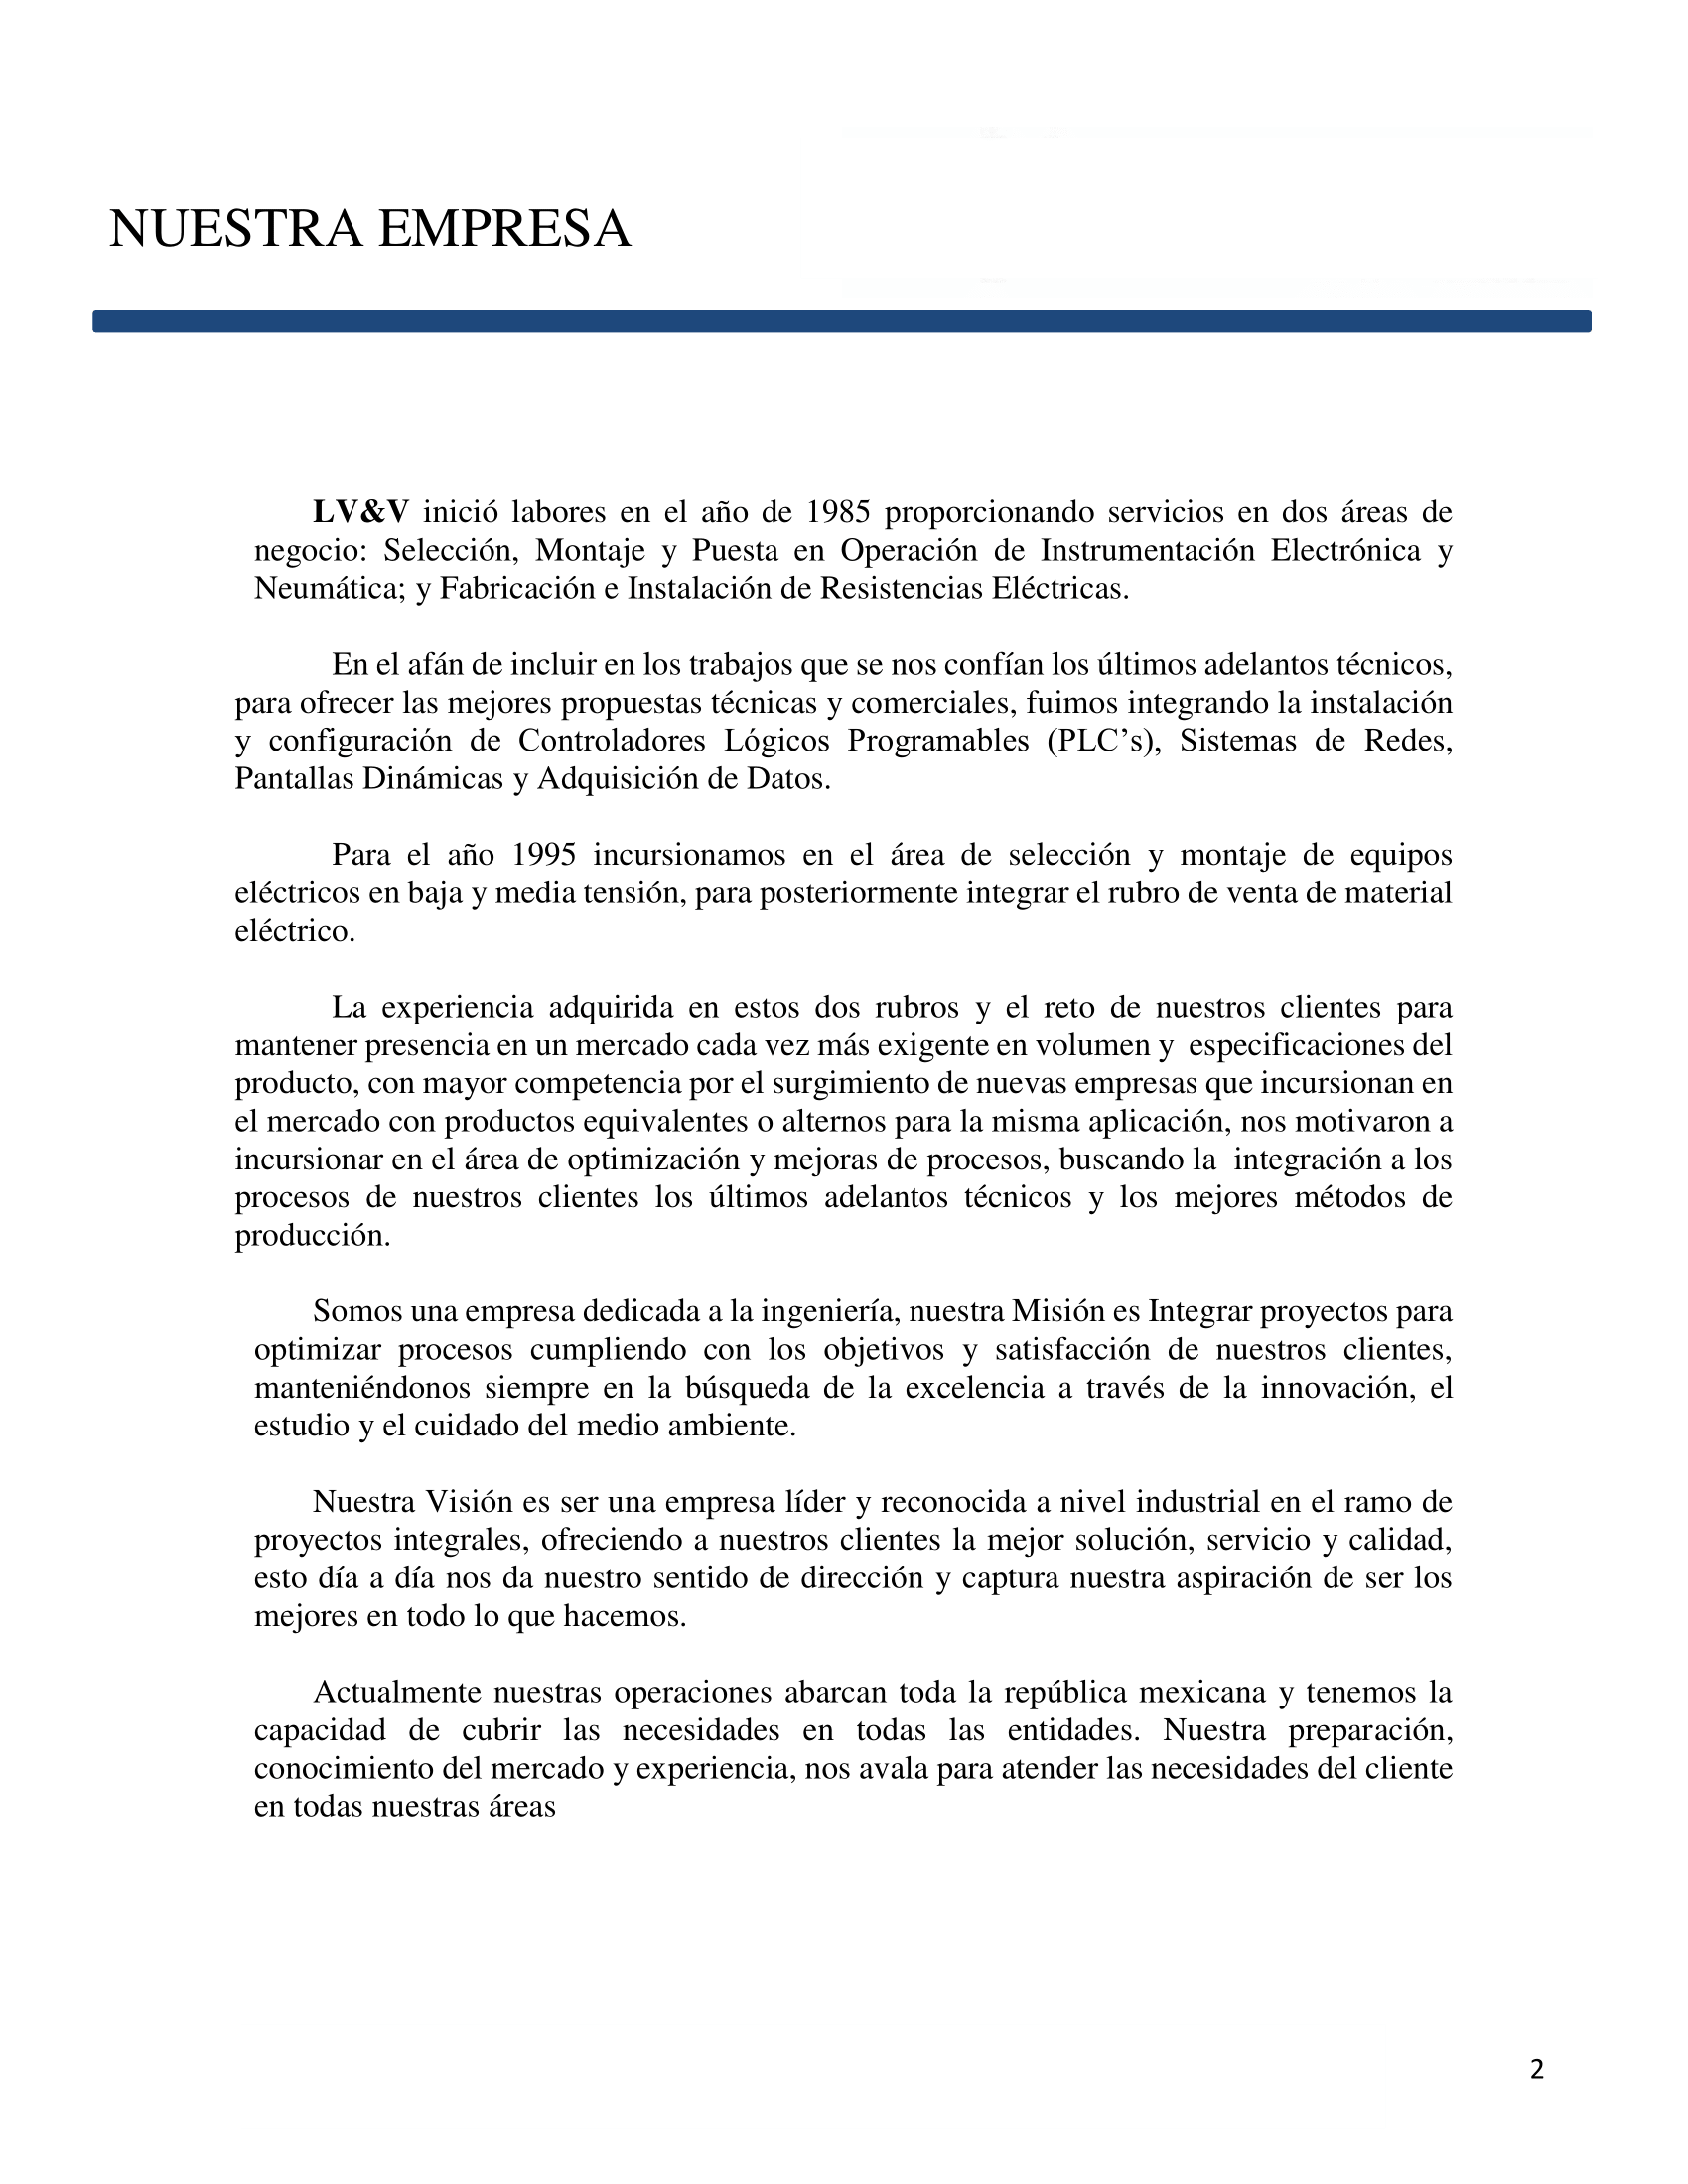 NUESTRA EMPRESA
LV&V inició labores en el año de 1985 proporcionando servicios en dos áreas de
negocio: Selección, Montaje y Puesta en Operación de Instrumentación Electrónica y
Neumática; y Fabricación e Instalación de Resistencias Eléctricas.
En el afán de incluir en los trabajos que se nos confían los últimos adelantos técnicos,
para ofrecer las mejores propuestas técnicas y comerciales, fuimos integrando la instalación
y configuración de Controladores Lógicos Programables (PLC’s), Sistemas de Redes,
Pantallas Dinámicas y Adquisición de Datos.
Para el año 1995 incursionamos en el área de selección y montaje de equipos
eléctricos en baja y media tensión, para posteriormente integrar el rubro de venta de material
eléctrico.
La experiencia adquirida en estos dos rubros y el reto de nuestros clientes para
mantener presencia en un mercado cada vez más exigente en volumen y  especificaciones del
producto, con mayor competencia por el surgimiento de nuevas empresas que incursionan en
el mercado con productos equivalentes o alternos para la misma aplicación, nos motivaron a
incursionar en el área de optimización y mejoras de procesos, buscando la  integración a los
procesos de nuestros clientes los últimos adelantos técnicos y los mejores métodos de
producción.
Somos una empresa dedicada a la ingeniería, nuestra Misión es Integrar proyectos para
optimizar procesos cumpliendo con los objetivos y satisfacción de nuestros clientes,
manteniéndonos siempre en la búsqueda de la excelencia a través de la innovación, el
estudio y el cuidado del medio ambiente.
Nuestra Visión es ser una empresa líder y reconocida a nivel industrial en el ramo de
proyectos integrales, ofreciendo a nuestros clientes la mejor solución, servicio y calidad,
esto día a día nos da nuestro sentido de dirección y captura nuestra aspiración de ser los
mejores en todo lo que hacemos.
Actualmente nuestras operaciones abarcan toda la república mexicana y tenemos la
capacidad de cubrir las necesidades en todas las entidades. Nuestra preparación,
conocimiento del mercado y experiencia, nos avala para atender las necesidades del cliente
en todas nuestras áreas
2